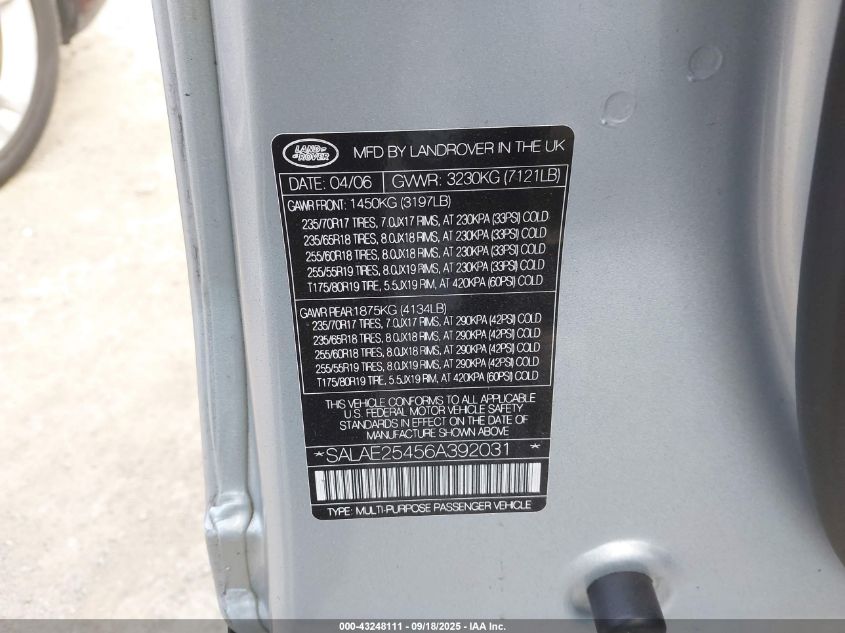 LAND ROVER
MFD BY LANDROVER IN THE UK
DATE: 04/06 GVWR: 3230KG (7121LB)
GAWR FRONT: 1450KG (3197LB)
235/70R17 TIRES, 7.0JX17 RIMS, AT 230KPA (33PSI) COLD
235/65R18 TIRES, 8.0JX18 RIMS, AT 230KPA (33PSI) COLD
255/60R18 TIRES, 8.0JX18 RIMS, AT 230KPA (33PSI) COLD
255/55R19 TIRES, 8.0JX19 RIMS, AT 230KPA (33PSI) COLD
T175/80R19 TIRE, 5.5JX19 RIM, AT 420KPA (60PSI) COLD
GAWR REAR: 1875KG (4134LB)
235/70R17 TIRES, 7.0JX17 RIMS, AT 290KPA (42PSI) COLD
235/65R18 TIRES, 8.0JX18 RIMS, AT 290KPA (42PSI) COLD
255/60R18 TIRES, 8.0JX18 RIMS, AT 290KPA (42PSI) COLD
255/55R19 TIRES, 8.0JX19 RIMS, AT 290KPA (42PSI) COLD
T175/80R19 TIRE, 5.5JX19 RIM, AT 420KPA (60PSI) COLD
THIS VEHICLE CONFORMS TO ALL APPLICABLE
U.S. FEDERAL MOTOR VEHICLE SAFETY
STANDARDS IN EFFECT ON THE DATE OF
MANUFACTURE SHOWN ABOVE
* SALAE25456A392031 *
TYPE: MULTI-PURPOSE PASSENGER VEHICLE
000-43248111 - 09/18/2025 - IAA Inc.